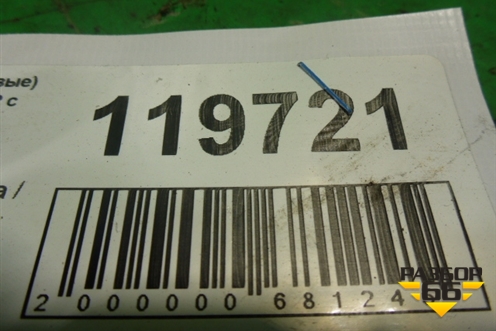 вые)
с
119721
а /
2 000000 68124
РАЗБОР
66